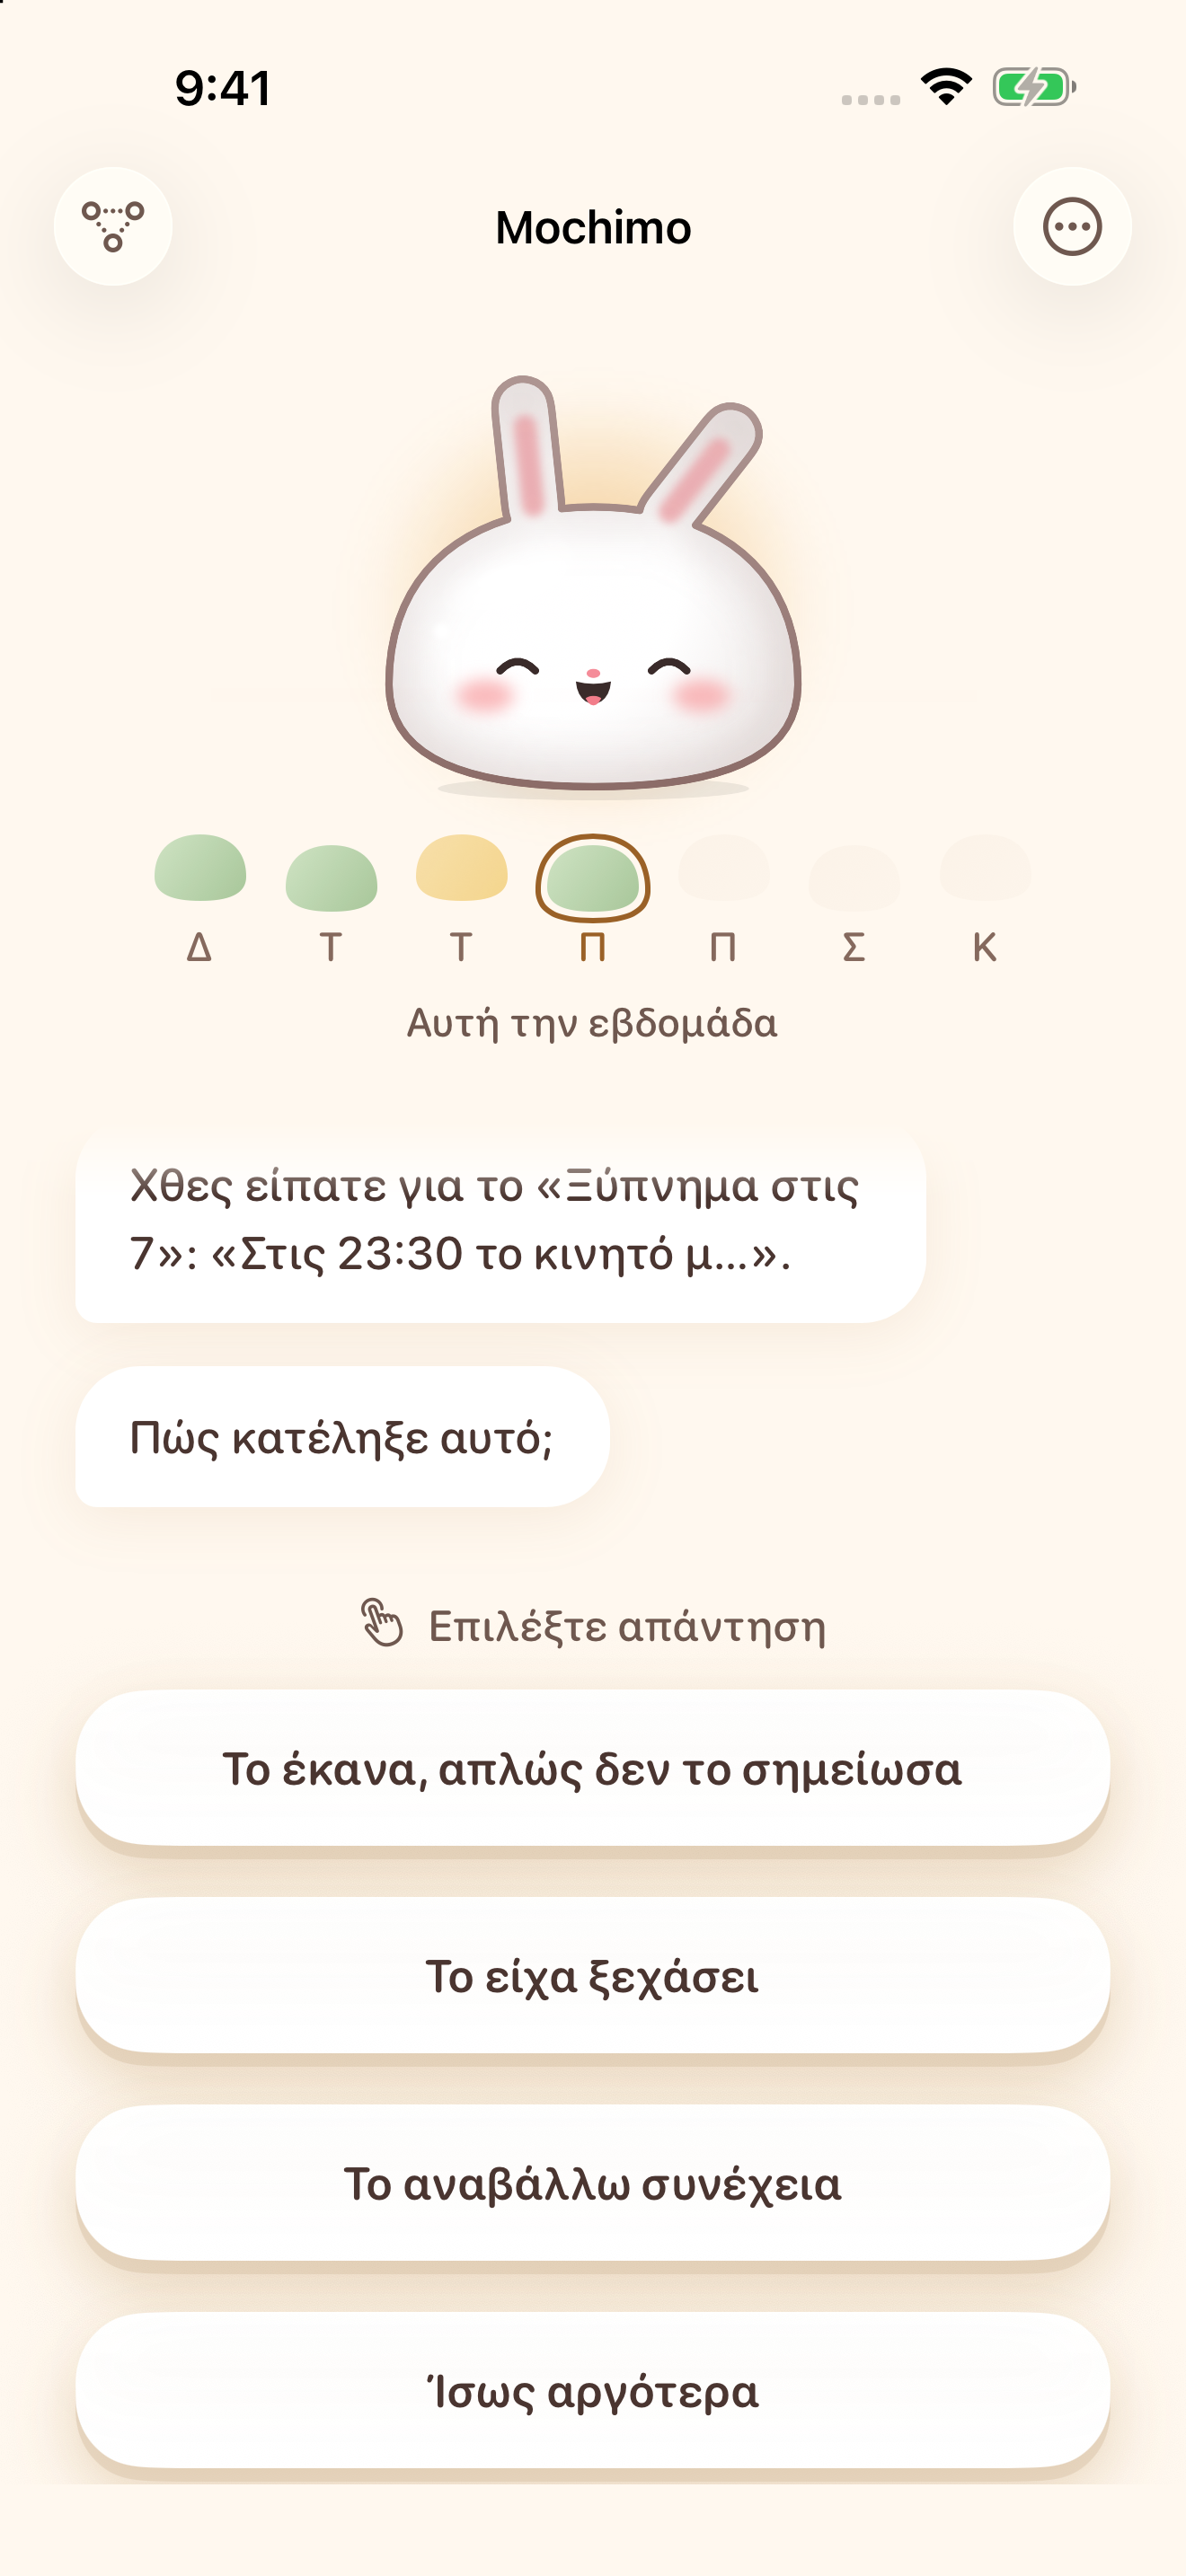 9:41
Mochimo
Δ Τ Τ Π Π Σ Κ
Αυτή την εβδομάδα
Χθες είπατε για το «Ξύπνημα στις
7»: «Στις 23:30 το κινητό μ...».
Πώς κατέληξε αυτό;
Επιλέξτε απάντηση
Το έκανα, απλώς δεν το σημείωσα
Το είχα ξεχάσει
Το αναβάλλω συνέχεια
Ίσως αργότερα